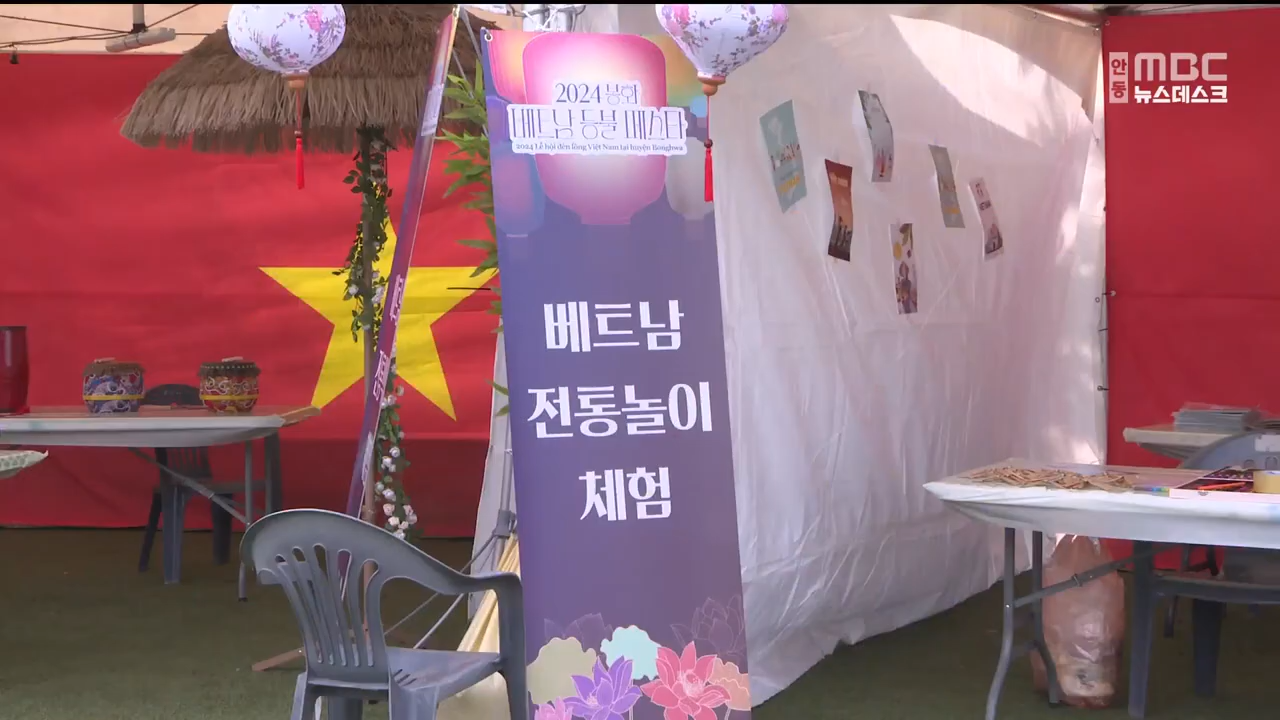 2024 봉화
베트남 등불 페스타
2024 Lễ hội đèn lồng Việt Nam tại huyện Bonghwa
베트남
전통놀이
체험
안동 MBC
뉴스데스크